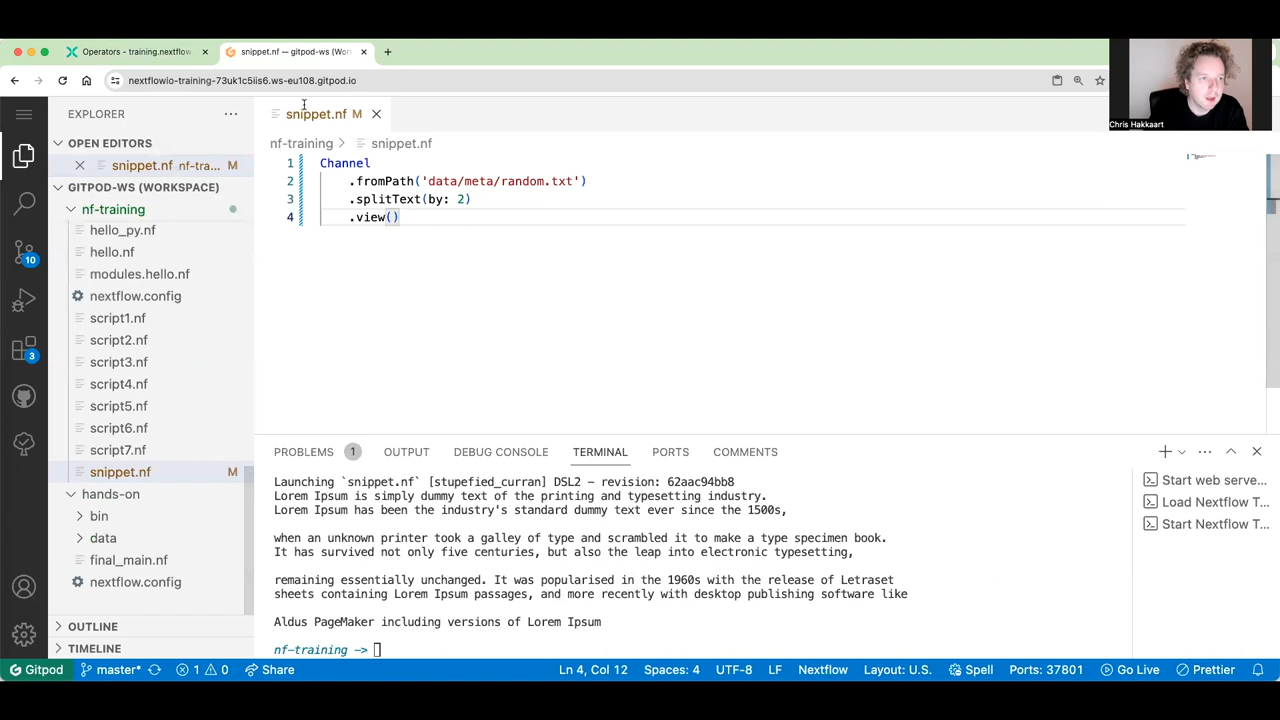 Operators - training.nextflow
snippet.nf — gitpod-ws (Wor
nextflowio-training-73uk1c5iis6.ws-eu108.gitpod.io
Chris Hakkaart
EXPLORER
snippet.nf M
OPEN EDITORS
snippet.nf nf-tra... M
nf-training > snippet.nf
GITPOD-WS (WORKSPACE)
nf-training
hello_py.nf
hello.nf
modules.hello.nf
nextflow.config
script1.nf
script2.nf
script3.nf
script4.nf
script5.nf
script6.nf
script7.nf
snippet.nf M
hands-on
bin
data
final_main.nf
nextflow.config
OUTLINE
TIMELINE
10
3
1 Channel
2 .fromPath('data/meta/random.txt')
3 .splitText(by: 2)
4 .view()
PROBLEMS 1 OUTPUT DEBUG CONSOLE TERMINAL PORTS COMMENTS
Launching `snippet.nf` [stupefied_curran] DSL2 - revision: 62aac94bb8
Lorem Ipsum is simply dummy text of the printing and typesetting industry.
Lorem Ipsum has been the industry's standard dummy text ever since the 1500s,
when an unknown printer took a galley of type and scrambled it to make a type specimen book.
It has survived not only five centuries, but also the leap into electronic typesetting,
remaining essentially unchanged. It was popularised in the 1960s with the release of Letraset
sheets containing Lorem Ipsum passages, and more recently with desktop publishing software like
Aldus PageMaker including versions of Lorem Ipsum
nf-training ->
Start web serve...
Load Nextflow T...
Start Nextflow T...
Gitpod master* 1 0 Share Ln 4, Col 12 Spaces: 4 UTF-8 LF Nextflow Layout: U.S. Spell Ports: 37801 Go Live Prettier